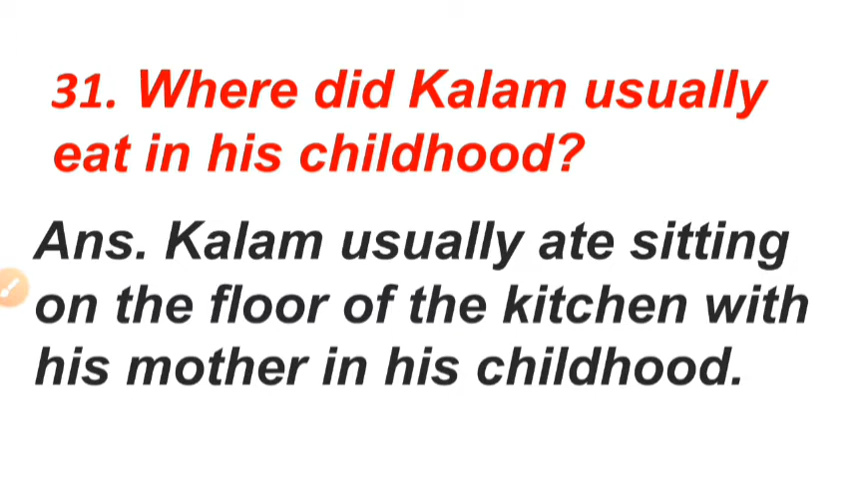 31. Where did Kalam usually
eat in his childhood?
Ans. Kalam usually ate sitting
on the floor of the kitchen with
his mother in his childhood.